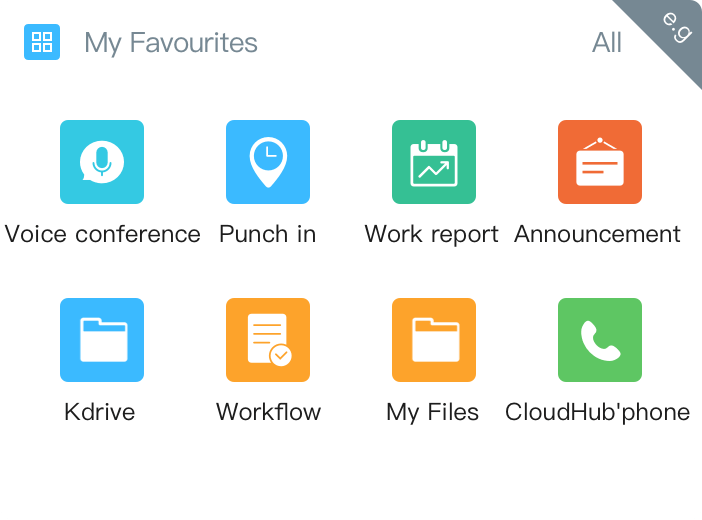 My Favourites
All
e.g
Voice conference
Punch in
Work report
Announcement
Kdrive
Workflow
My Files
CloudHub'phone